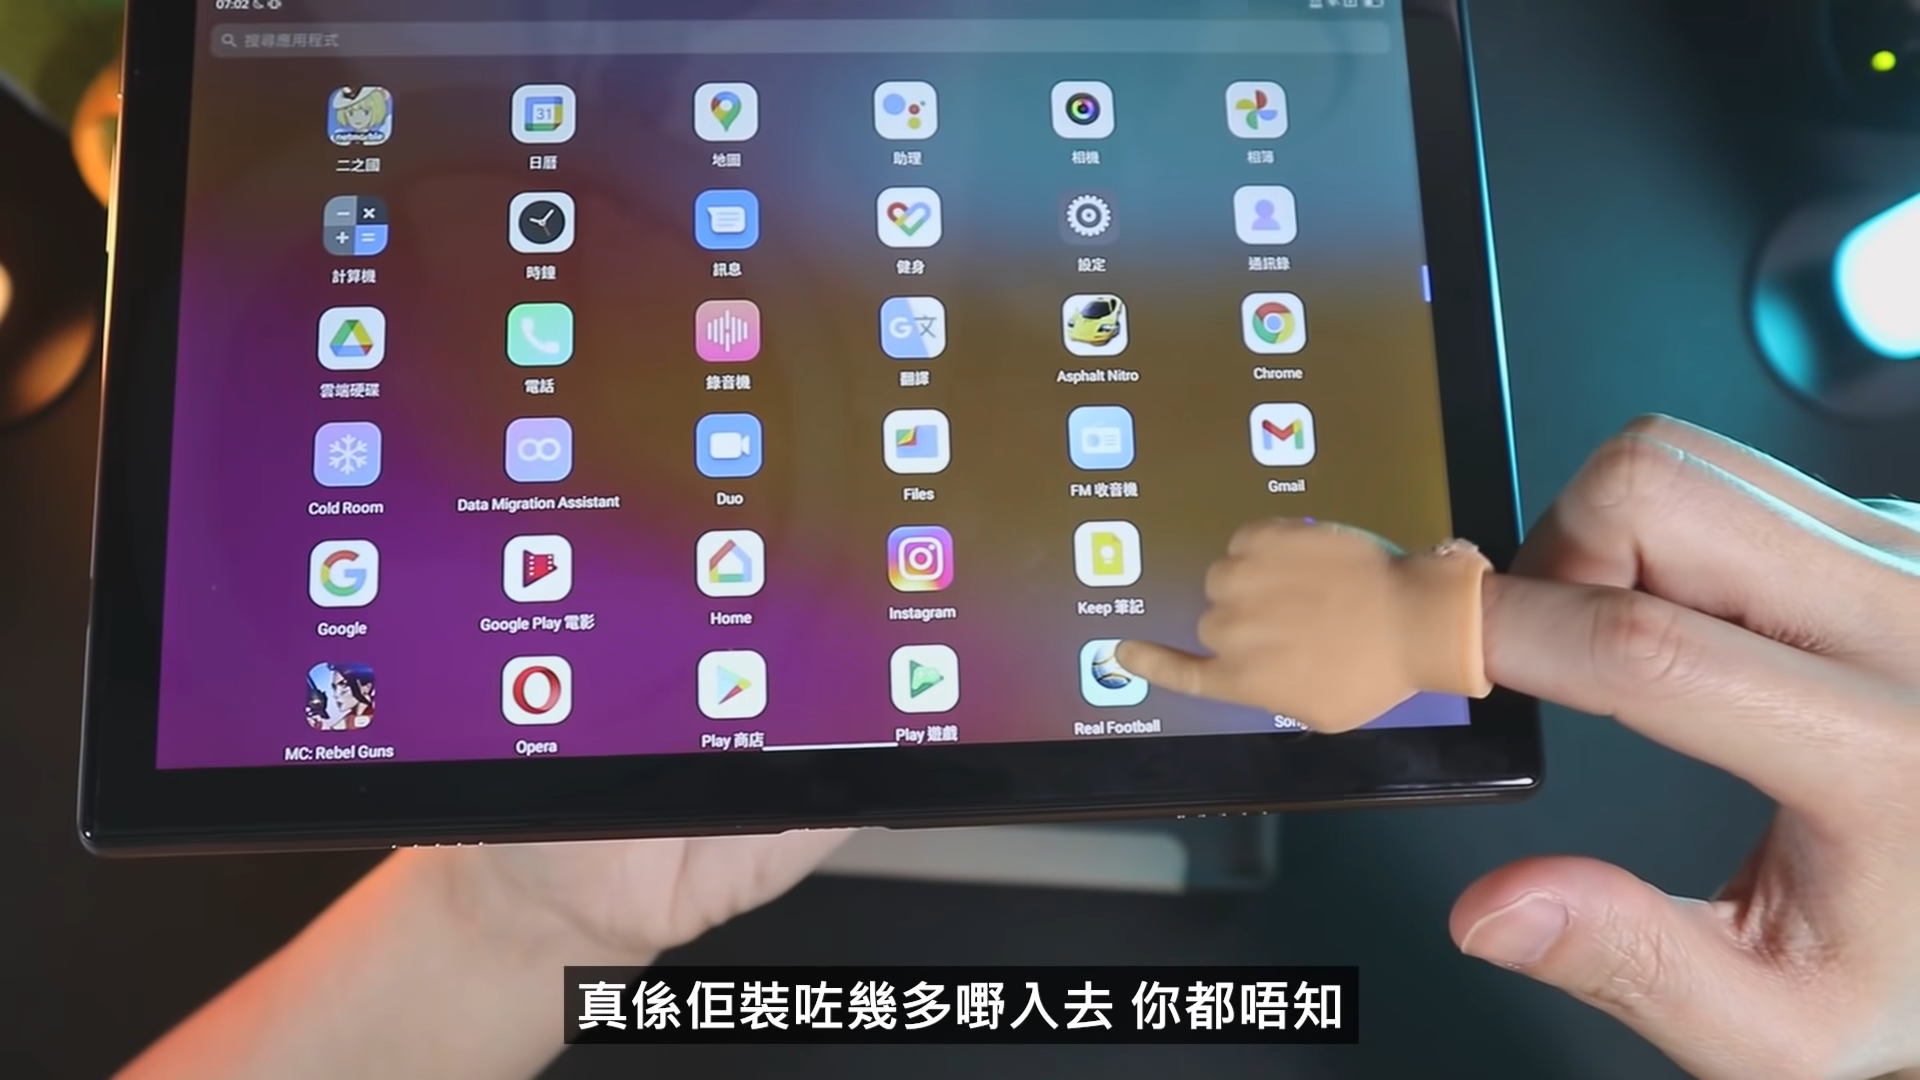 07:02
搜尋應用程式
netmarble
31
二之國 日曆 地圖 助理 相機 相簿
計算機 時鐘 訊息 健身 設定 通訊錄
雲端硬碟 電話 錄音機 翻譯 Asphalt Nitro Chrome
Cold Room Data Migration Assistant Duo Files FM 收音機 Gmail
Google Google Play 電影 Home Instagram Keep 筆記
MC: Rebel Guns Opera Play 商店 Play 遊戲 Real Football
真係佢裝咗幾多嘢入去 你都唔知